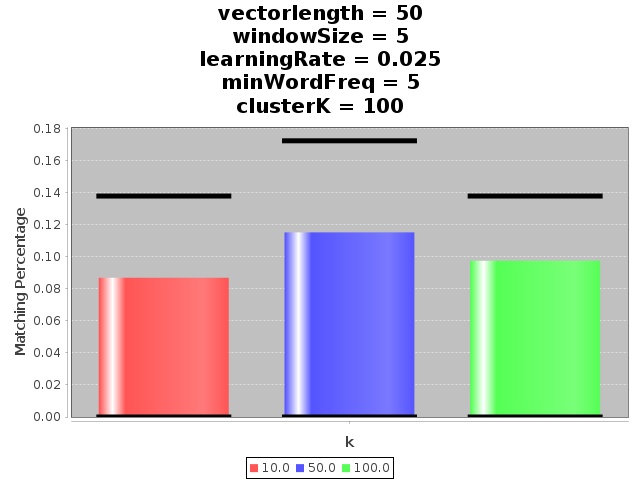 vectorlength = 50
windowSize = 5
learningRate = 0.025
minWordFreq = 5
clusterK = 100
0.18
0.16
0.14
0.12
0.10
0.08
0.06
0.04
0.02
0.00
Matching Percentage
k
10.0 50.0 100.0